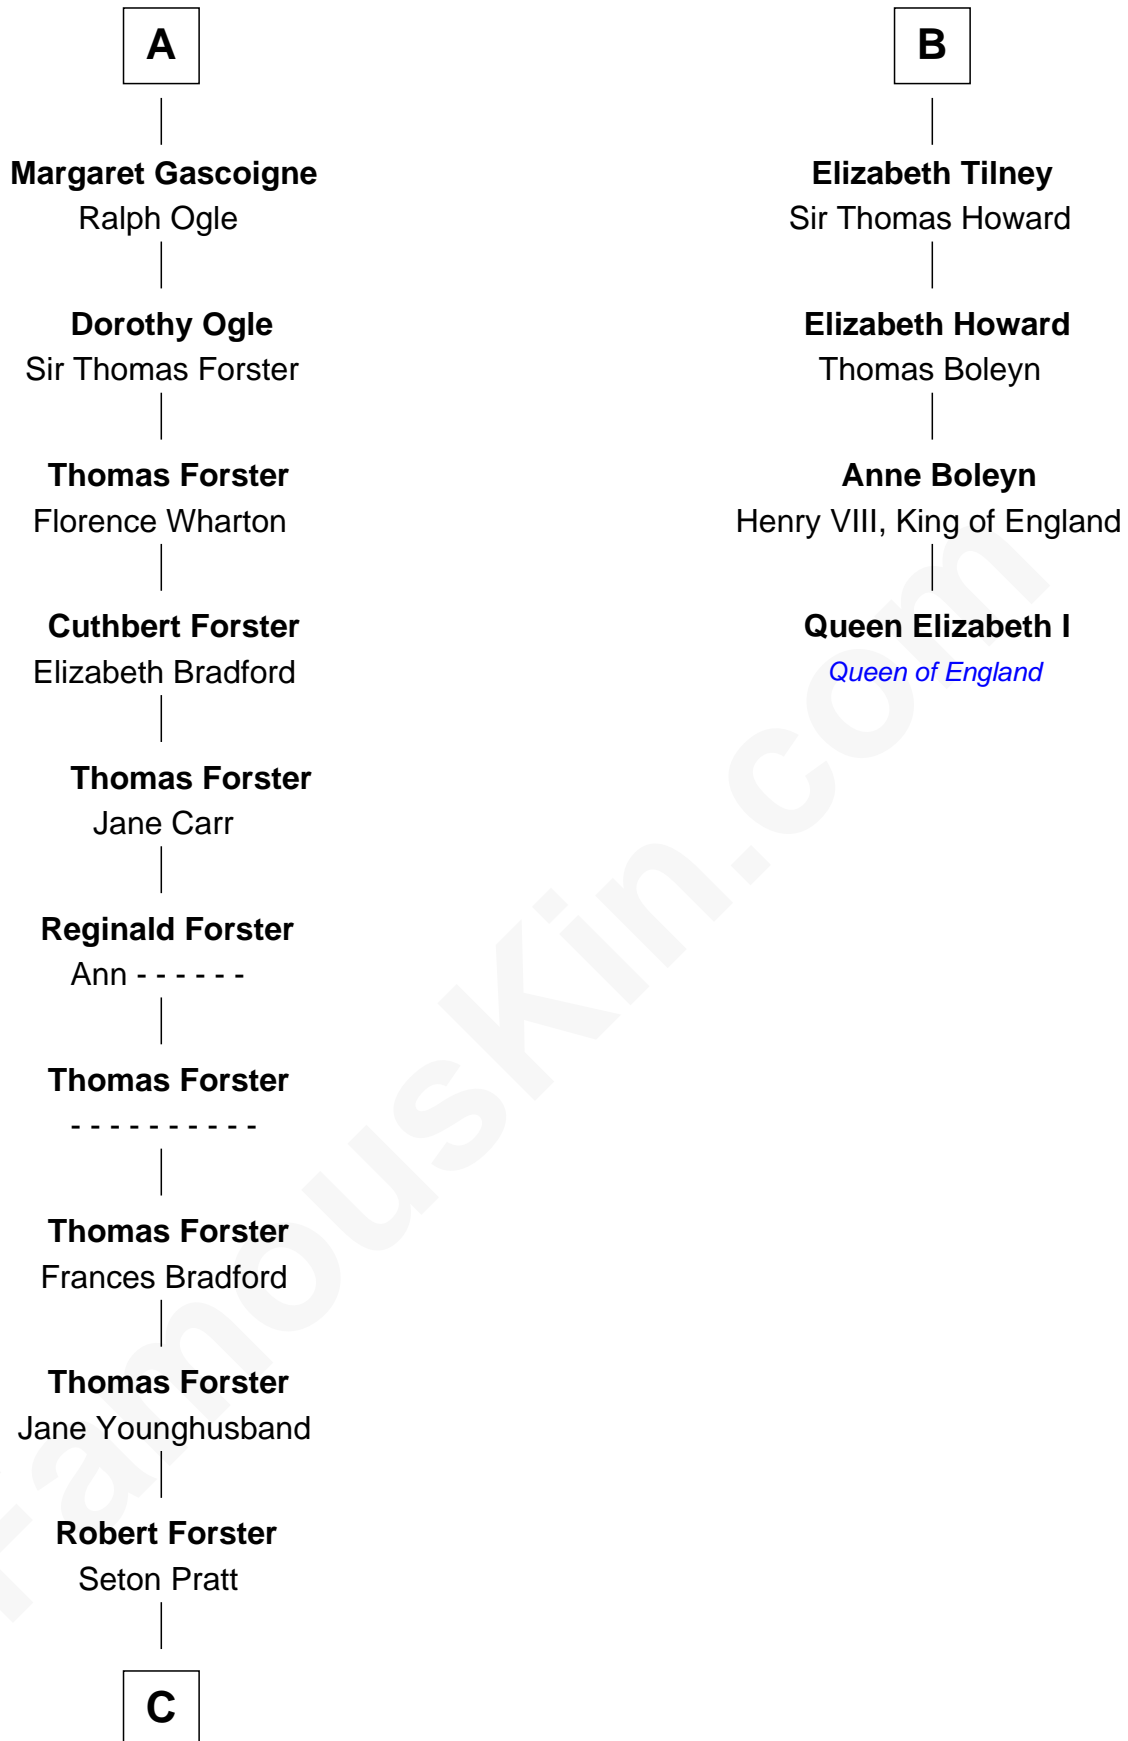 A
Margaret Gascoigne
Ralph Ogle
Dorothy Ogle
Sir Thomas Forster
Thomas Forster
Florence Wharton
Cuthbert Forster
Elizabeth Bradford
Thomas Forster
Jane Carr
Reginald Forster
Ann - - - - - -
Thomas Forster
- - - - - - - - - -
Thomas Forster
Frances Bradford
Thomas Forster
Jane Younghusband
Robert Forster
Seton Pratt
C
B
Elizabeth Tilney
Sir Thomas Howard
Elizabeth Howard
Thomas Boleyn
Anne Boleyn
Henry VIII, King of England
Queen Elizabeth I
Queen of England
FamousKin.com